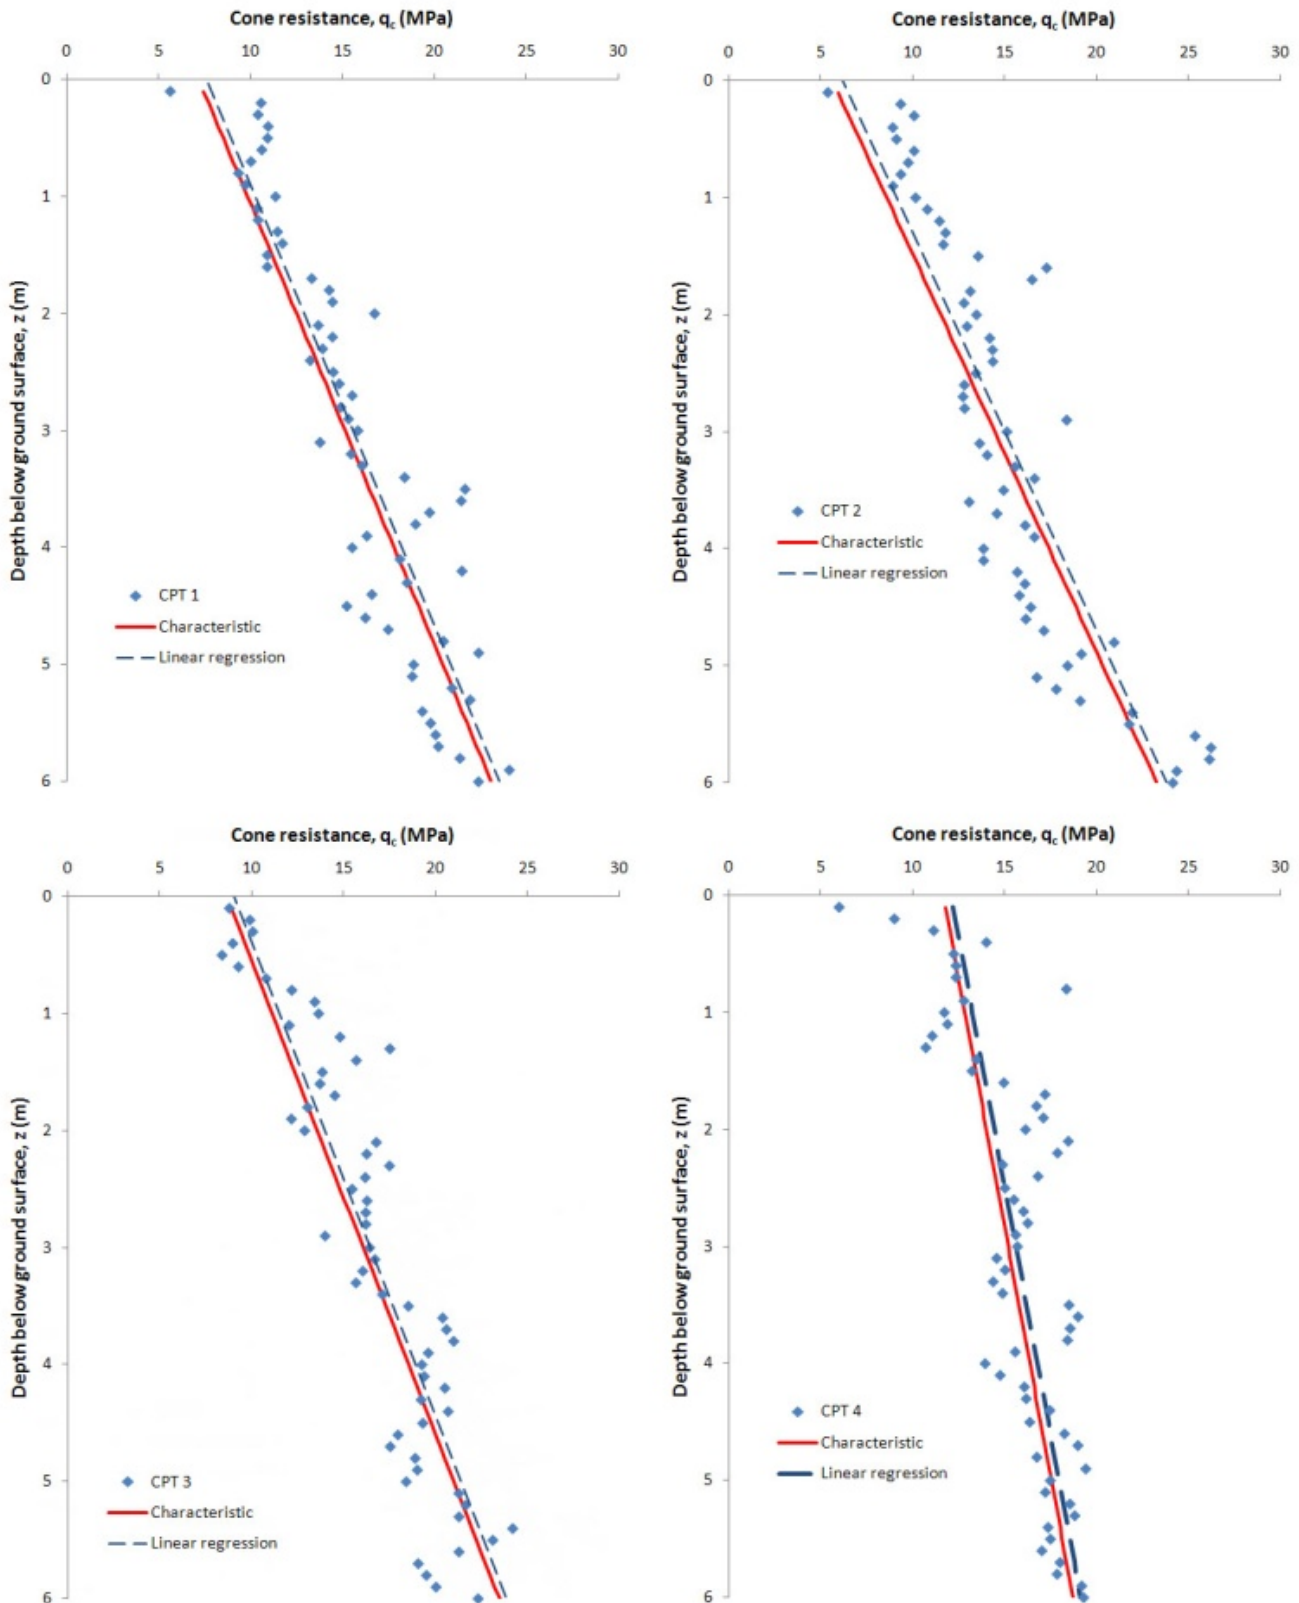 Cone resistance, qc (MPa)
0 5 10 15 20 25 30
0
1
2
3
4
5
6
Depth below ground surface, z (m)
CPT 1
Characteristic
Linear regression
Cone resistance, qc (MPa)
0 5 10 15 20 25 30
0
1
2
3
4
5
6
Depth below ground surface, z (m)
CPT 2
Characteristic
Linear regression
Cone resistance, qc (MPa)
0 5 10 15 20 25 30
0
1
2
3
4
5
6
Depth below ground surface, z (m)
CPT 3
Characteristic
Linear regression
Cone resistance, qc (MPa)
0 5 10 15 20 25 30
0
1
2
3
4
5
6
Depth below ground surface, z (m)
CPT 4
Characteristic
Linear regression